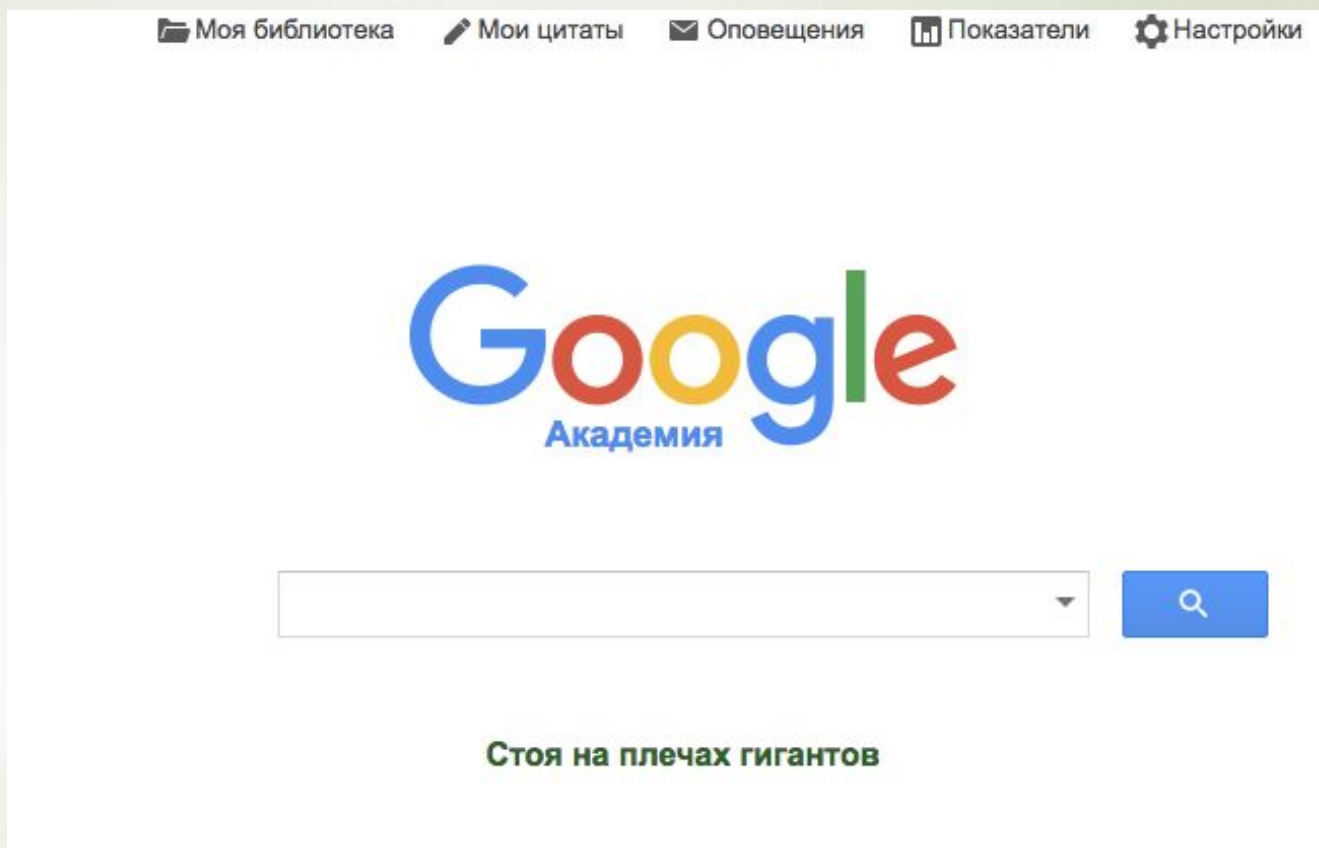 Моя библиотека Мои цитаты Оповещения Показатели Настройки
Google
Академия
Стоя на плечах гигантов